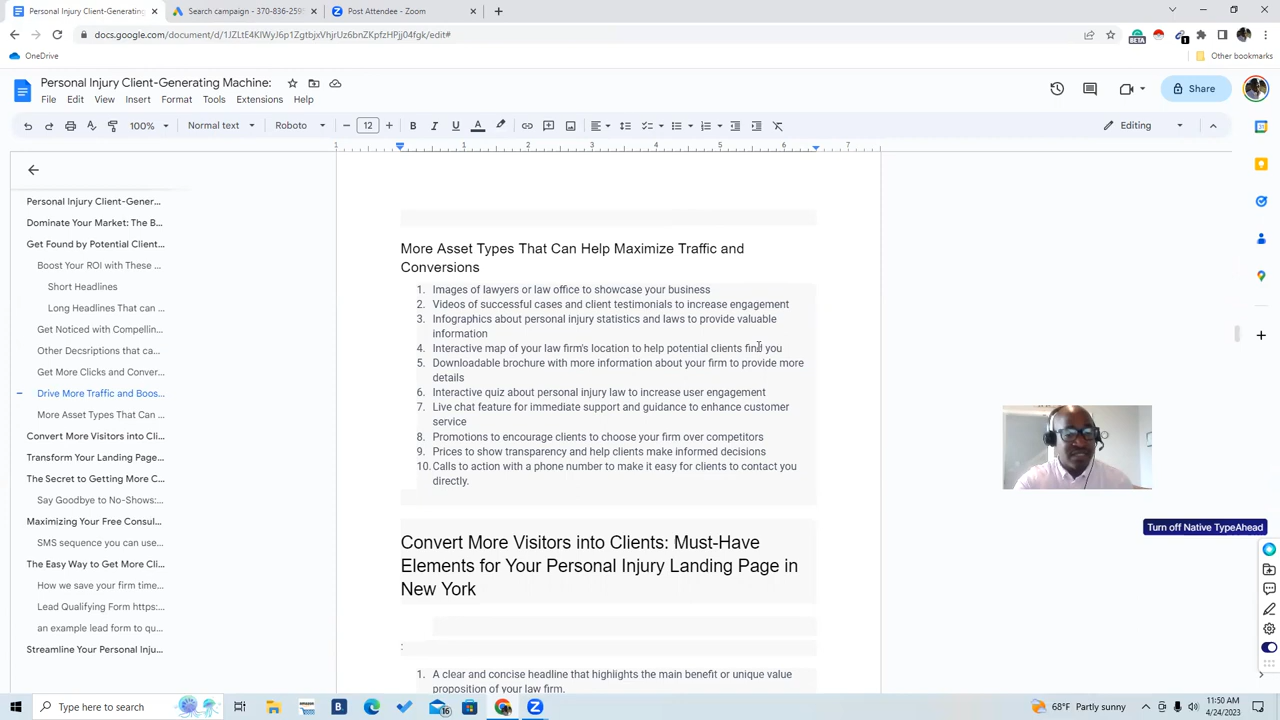 Personal Injury Client-Generating
Search campaign - 370-836-259
Post Attendee - Zoom
docs.google.com/document/d/1JZLtE4KlWyJ6p1ZgtbjxVhjrUz6bnZKpfzHPjj04fgk/edit#
BETA
1
OneDrive
Other bookmarks
Personal Injury Client-Generating Machine:
File Edit View Insert Format Tools Extensions Help
Share
100% Normal text Roboto 12 B I U A Editing
1 1 2 3 4 5 6 7
Personal Injury Client-Gener...
Dominate Your Market: The B...
Get Found by Potential Client...
Boost Your ROI with These ...
Short Headlines
Long Headlines That can ...
Get Noticed with Compellin...
Other Decsriptions that ca...
Get More Clicks and Conver...
Drive More Traffic and Boos...
More Asset Types That Can ...
Convert More Visitors into Cli...
Transform Your Landing Page...
The Secret to Getting More C...
Say Goodbye to No-Shows:...
Maximizing Your Free Consul...
SMS sequence you can use...
The Easy Way to Get More Cli...
How we save your firm time...
Lead Qualifying Form https:...
an example lead form to qu...
Streamline Your Personal Inju...
More Asset Types That Can Help Maximize Traffic and
Conversions
1. Images of lawyers or law office to showcase your business
2. Videos of successful cases and client testimonials to increase engagement
3. Infographics about personal injury statistics and laws to provide valuable
information
4. Interactive map of your law firm's location to help potential clients find you
5. Downloadable brochure with more information about your firm to provide more
details
6. Interactive quiz about personal injury law to increase user engagement
7. Live chat feature for immediate support and guidance to enhance customer
service
8. Promotions to encourage clients to choose your firm over competitors
9. Prices to show transparency and help clients make informed decisions
10. Calls to action with a phone number to make it easy for clients to contact you
directly.
Convert More Visitors into Clients: Must-Have
Elements for Your Personal Injury Landing Page in
New York
:
1. A clear and concise headline that highlights the main benefit or unique value
proposition of your law firm.
Turn off Native TypeAhead
Type here to search
B.
16
68°F Partly sunny
11:50 AM
4/24/2023